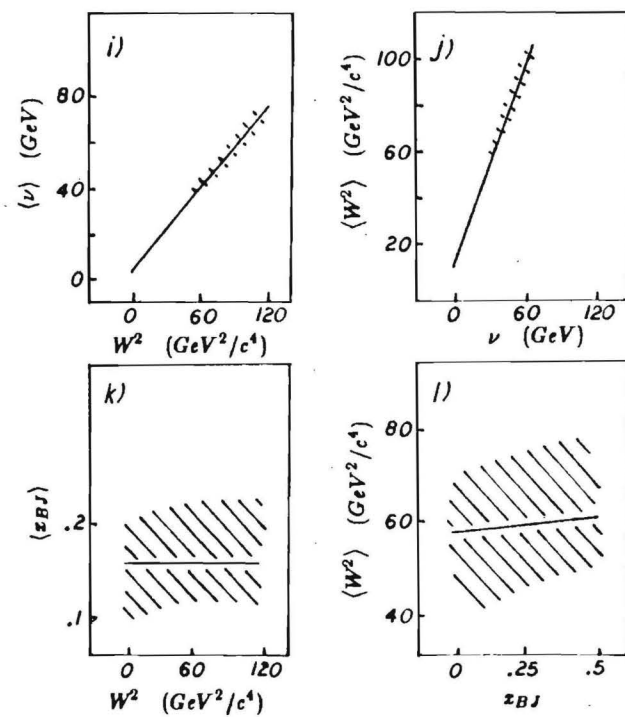 i)
⟨ν⟩ (GeV)
80
40
0
0 60 120
W² (GeV²/c⁴)
j)
⟨W²⟩ (GeV²/c⁴)
100
60
20
0 60 120
ν (GeV)
k)
⟨x_BJ⟩
.2
.1
0 60 120
W² (GeV²/c⁴)
l)
⟨W²⟩ (GeV²/c⁴)
80
60
40
0 .25 .5
x_BJ